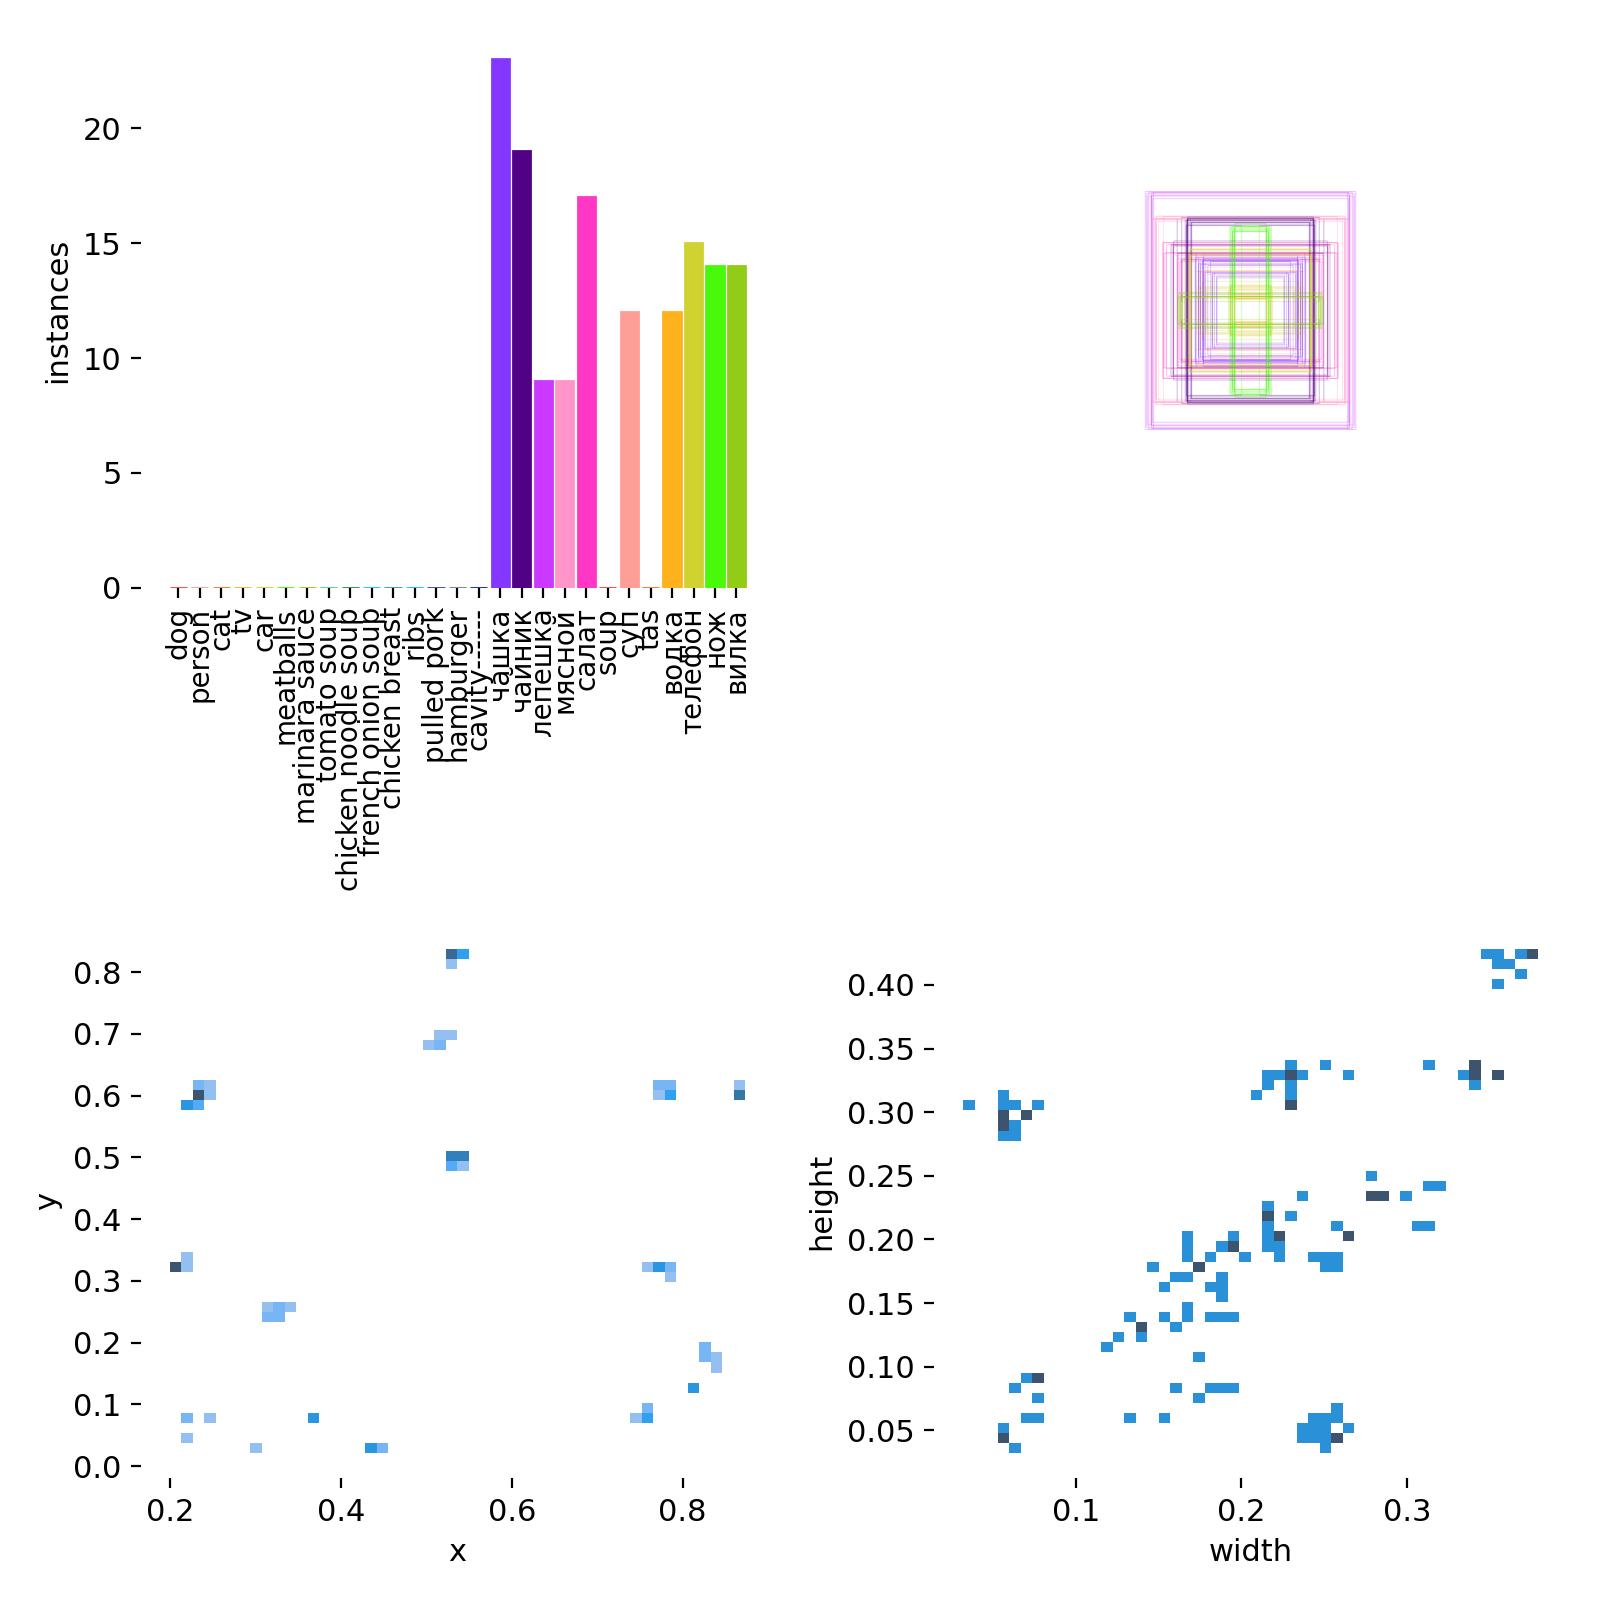 instances
20
15
10
5
0
dog
person
cat
tv
car
meatballs
marinara sauce
tomato soup
chicken noodle soup
french onion soup
chicken breast
ribs
pulled pork
hamburger
cavity------
чашка
чайник
лепешка
мясной
салат
soup
суп
tas
водка
телефон
нож
вилка
y
0.8
0.7
0.6
0.5
0.4
0.3
0.2
0.1
0.0
0.2
0.4
0.6
0.8
x
height
0.40
0.35
0.30
0.25
0.20
0.15
0.10
0.05
0.1
0.2
0.3
width